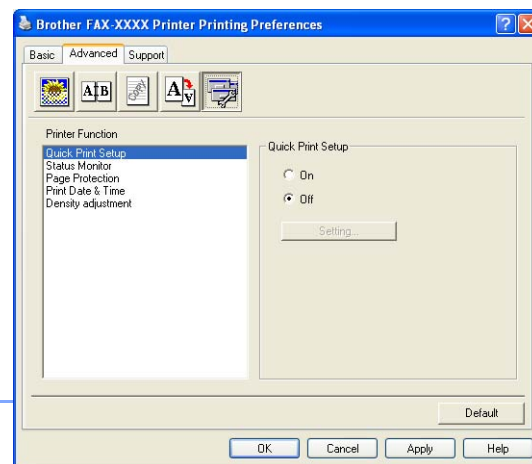 Brother FAX-XXXX Printer Printing Preferences
Basic Advanced Support
A B
A
V
Printer Function
Quick Print Setup
Status Monitor
Page Protection
Print Date & Time
Density adjustment
Quick Print Setup
On
Off
Setting...
Default
OK Cancel Apply Help